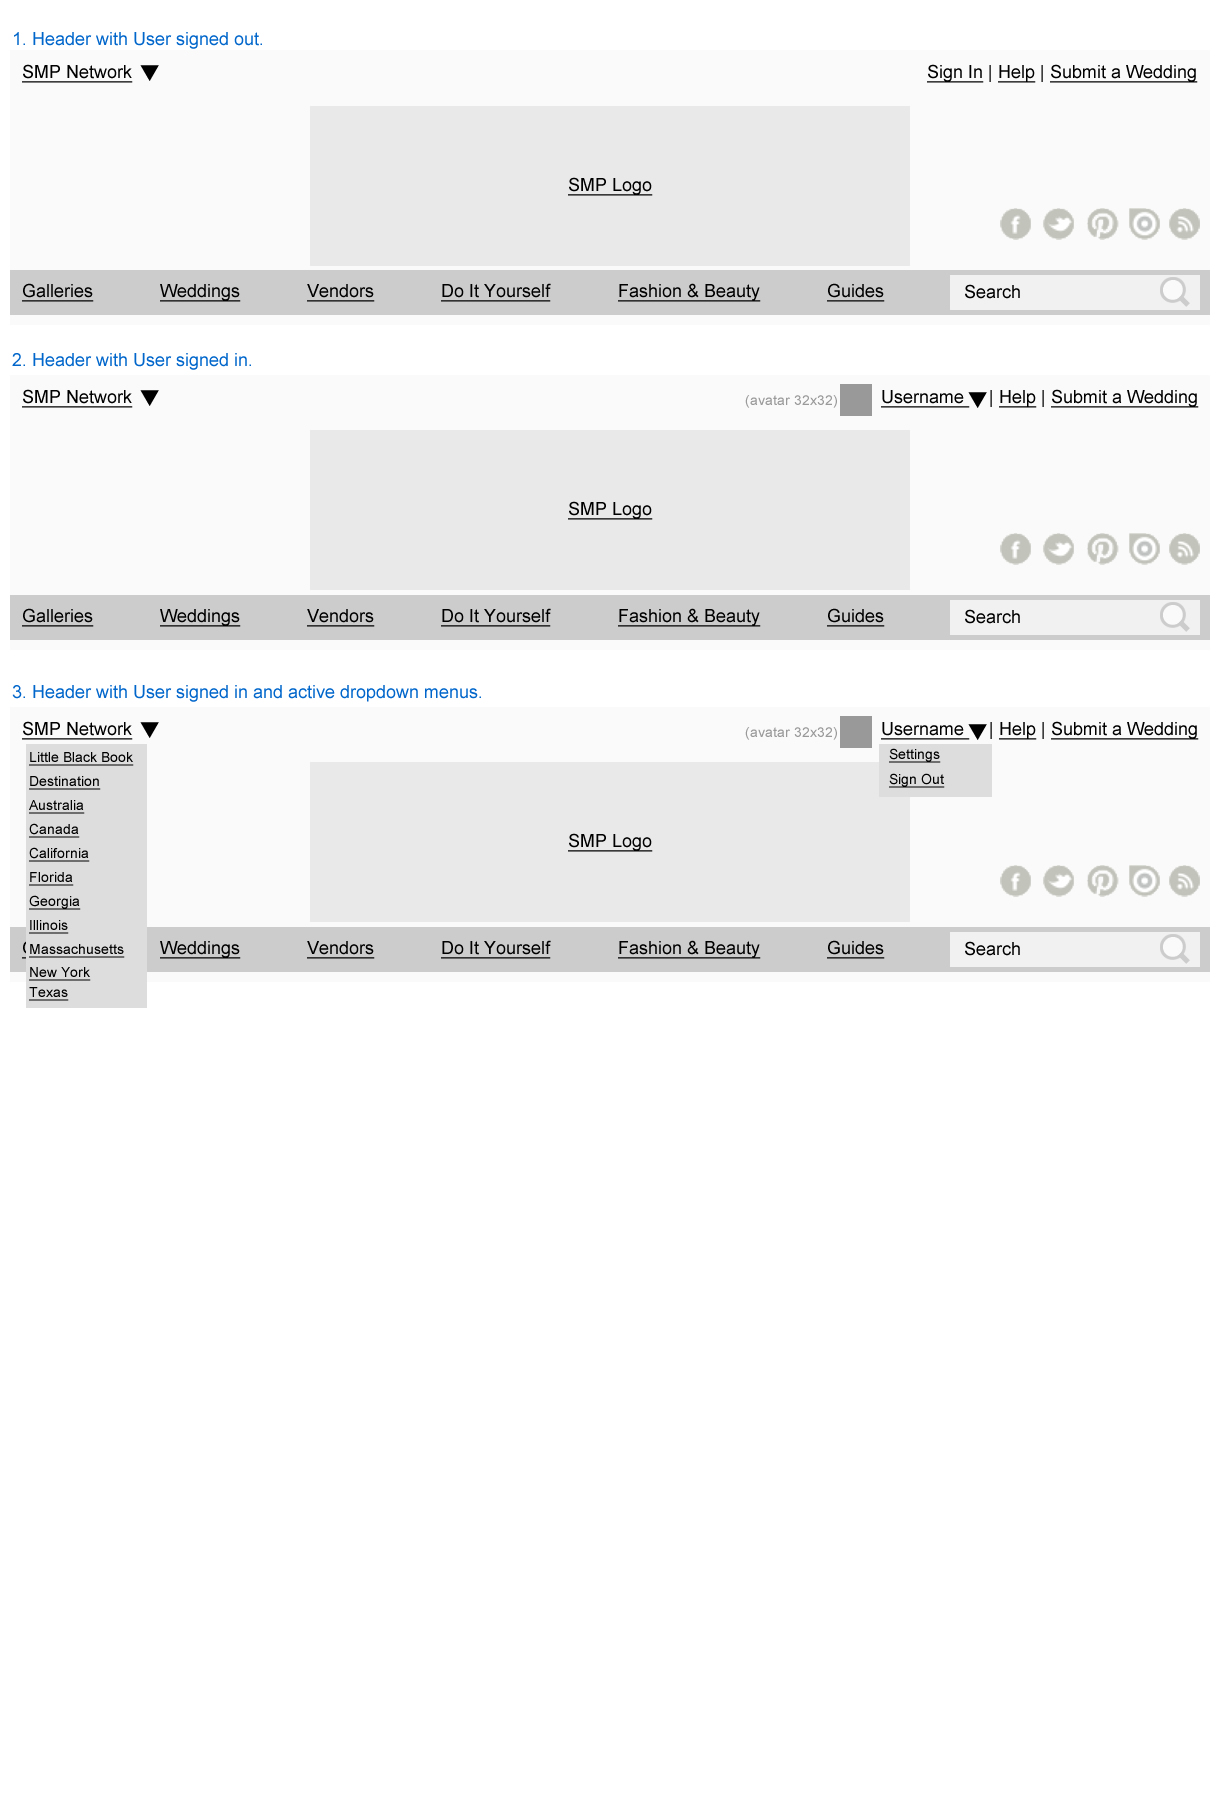 1. Header with User signed out.
SMP Network Sign In | Help | Submit a Wedding
SMP Logo
Galleries Weddings Vendors Do It Yourself Fashion & Beauty Guides Search
2. Header with User signed in.
SMP Network (avatar 32x32) Username | Help | Submit a Wedding
SMP Logo
Galleries Weddings Vendors Do It Yourself Fashion & Beauty Guides Search
3. Header with User signed in and active dropdown menus.
SMP Network (avatar 32x32) Username | Help | Submit a Wedding
Little Black Book
Destination
Australia
Canada
California
Florida
Georgia
Illinois
Massachusetts
New York
Texas
Settings
Sign Out
SMP Logo
Weddings Vendors Do It Yourself Fashion & Beauty Guides Search